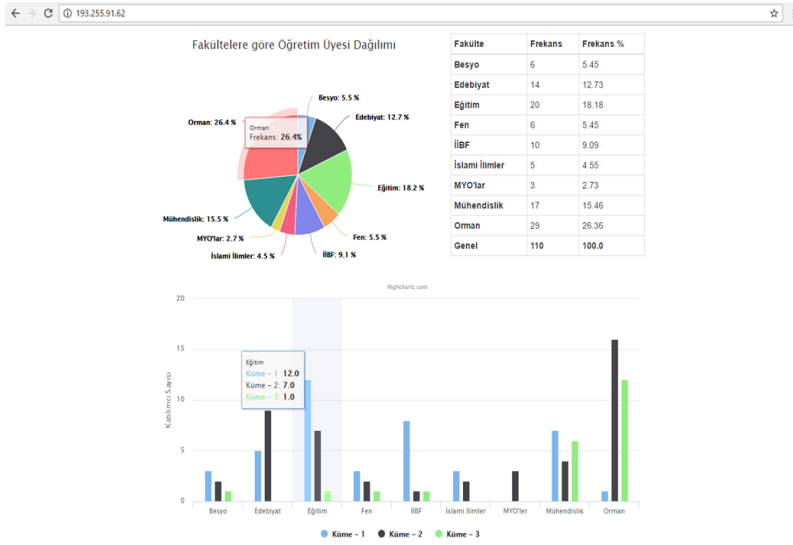 193.255.91.62
Fakültelere göre Öğretim Üyesi Dağılımı
Besyo: 5.5 %
Edebiyat: 12.7 %
Eğitim: 18.2 %
Fen: 5.5 %
İİBF: 9.1 %
İslami İlimler: 4.5 %
MYO'lar: 2.7 %
Mühendislik: 15.5 %
Orman: 26.4 %
Orman
Frekans: 26.4%
Fakülte Frekans Frekans %
Besyo 6 5.45
Edebiyat 14 12.73
Eğitim 20 18.18
Fen 6 5.45
İİBF 10 9.09
İslami İlimler 5 4.55
MYO'lar 3 2.73
Mühendislik 17 15.46
Orman 29 26.36
Genel 110 100.0
Highcharts.com
Katılımcı Sayısı
20
15
10
5
0
Eğitim
Küme - 1 :12.0
Küme - 2: 7.0
Küme - 3: 1.0
Besyo Edebiyat Eğitim Fen İİBF İslami İlimler MYO'ler Mühendislik Orman
Küme - 1 Küme - 2 Küme - 3